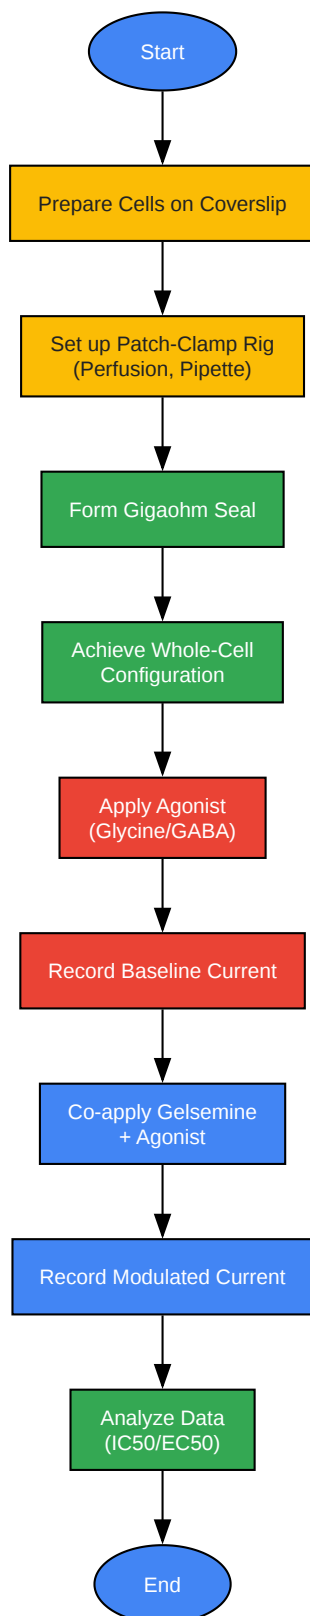 Start
Prepare Cells on Coverslip
Set up Patch-Clamp Rig
(Perfusion, Pipette)
Form Gigaohm Seal
Achieve Whole-Cell
Configuration
Apply Agonist
(Glycine/GABA)
Record Baseline Current
Co-apply Gelsemine
+ Agonist
Record Modulated Current
Analyze Data
(IC50/EC50)
End